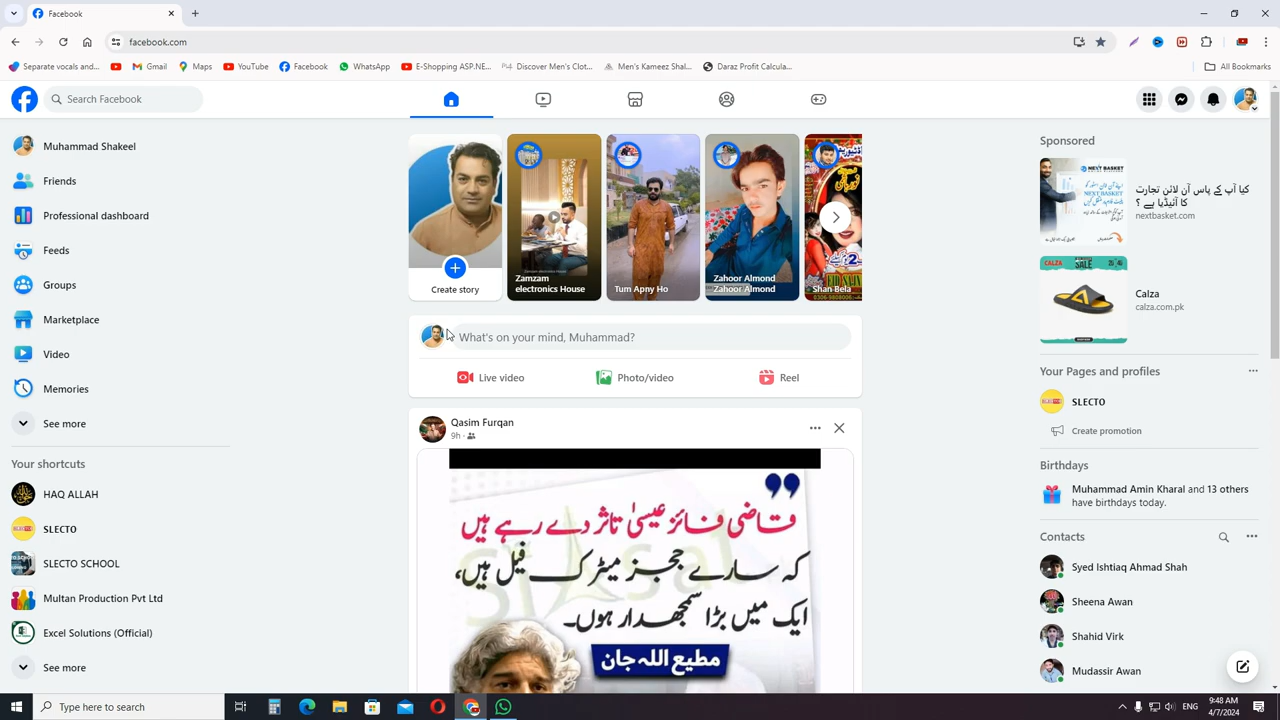 Facebook
facebook.com
Separate vocals and...
Gmail
Maps
YouTube
Facebook
WhatsApp
E-Shopping ASP.NE...
Discover Men's Clot...
Men's Kameez Shal...
Daraz Profit Calcula...
All Bookmarks
Search Facebook
Muhammad Shakeel
Friends
Professional dashboard
Feeds
Groups
Marketplace
Video
Memories
See more
Your shortcuts
HAQ ALLAH
SLECTO
SLECTO SCHOOL
Multan Production Pvt Ltd
Excel Solutions (Official)
See more
Create story
Zamzam
electronics House
Tum Apny Ho
Zahoor Almond
Zahoor Almond
Shan Bela
What's on your mind, Muhammad?
Live video
Photo/video
Reel
Qasim Furqan
9h
قاضی فائز عیسیٰ تاثر دے رہے ہیں
کہ سارے ججز میٹرک فیل ہیں،
ایک میں بڑا سمجھدار ہوں۔
مطیع اللہ جان
Sponsored
NEXT BASKET
کیا آپ کے پاس آن لائن تجارت
کا آئیڈیا ہے ؟
nextbasket.com
CALZA
SALE
Calza
calza.com.pk
Your Pages and profiles
SLECTO
Create promotion
Birthdays
Muhammad Amin Kharal and 13 others
have birthdays today.
Contacts
Syed Ishtiaq Ahmad Shah
Sheena Awan
Shahid Virk
Mudassir Awan
Type here to search
ENG
9:48 AM
4/7/2024